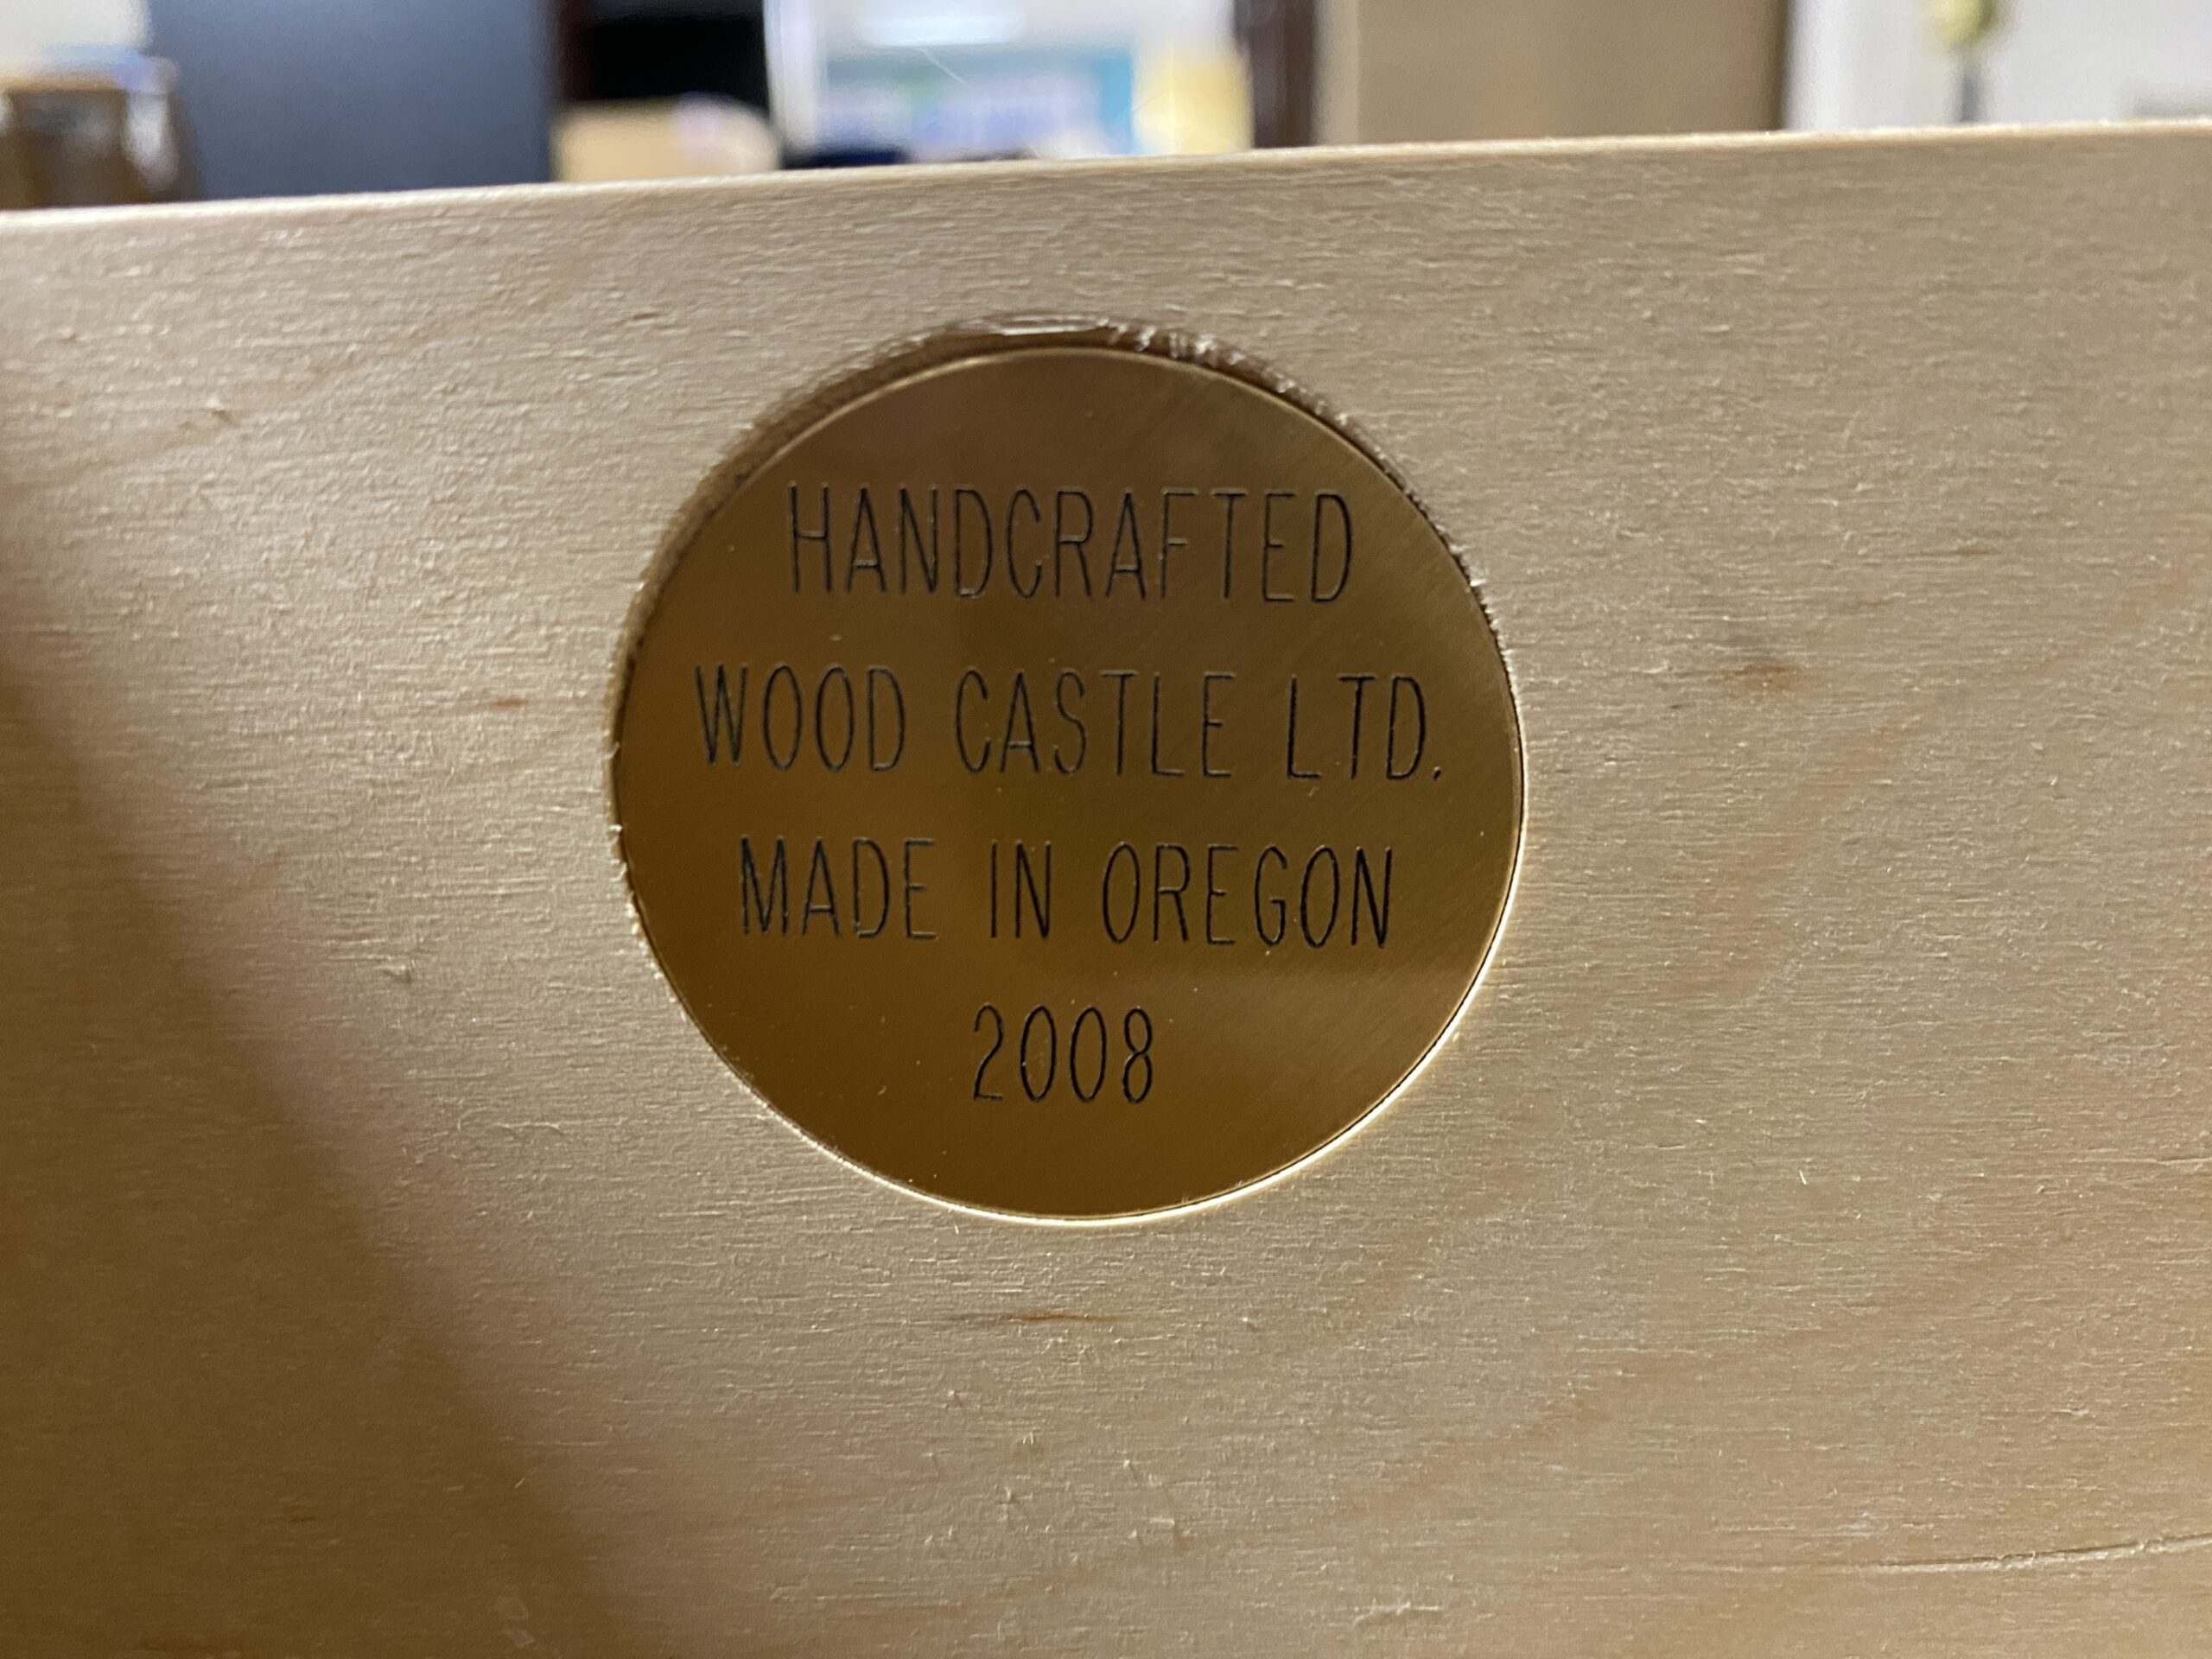 HANDCRAFTED
WOOD CASTLE LTD.
MADE IN OREGON
2008